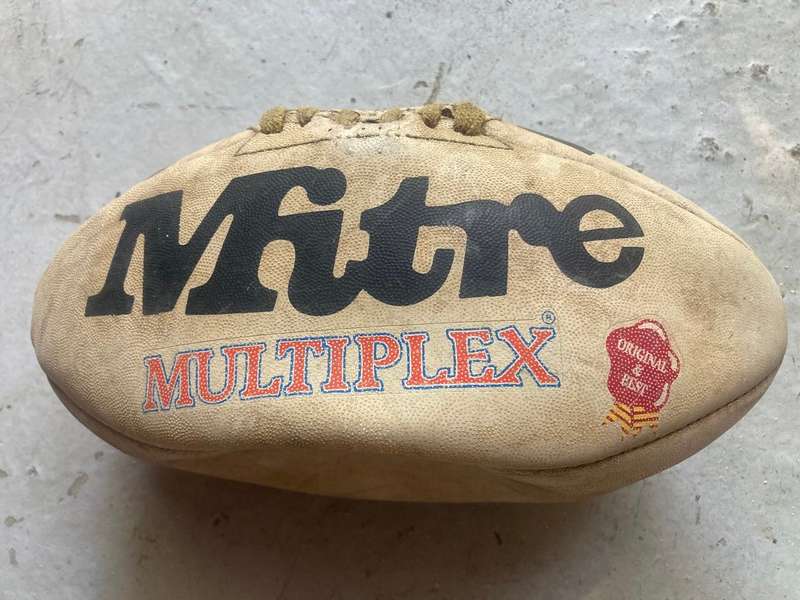 Mitre
MULTIPLEX®
ORIGINAL
&
BEST